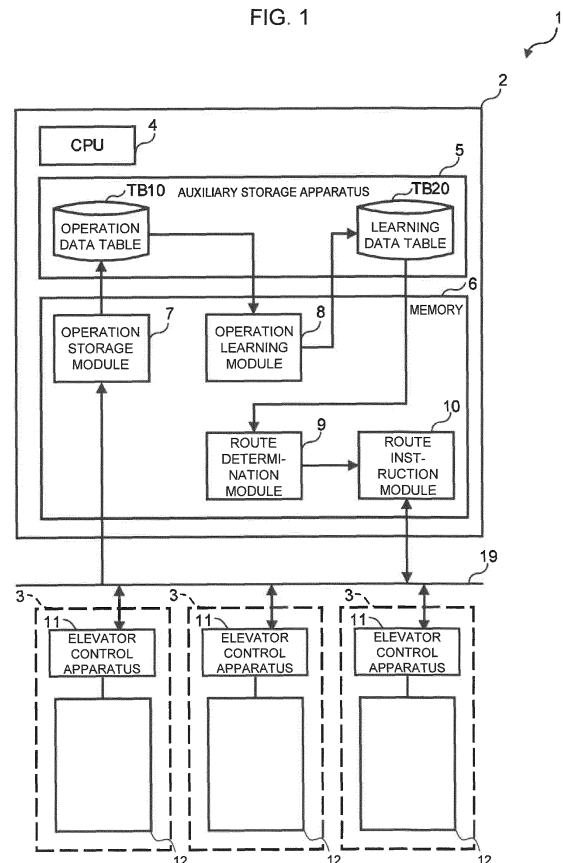 FIG. 1
1
2
4
CPU
5
TB10
AUXILIARY STORAGE APPARATUS
TB20
OPERATION
DATA TABLE
LEARNING
DATA TABLE
6
MEMORY
OPERATION
STORAGE
MODULE
7
OPERATION
LEARNING
MODULE
8
9
10
ROUTE
DETERMI-
NATION
MODULE
ROUTE
INST-
RUCTION
MODULE
19
3
11
ELEVATOR
CONTROL
APPARATUS
3
11
ELEVATOR
CONTROL
APPARATUS
3
11
ELEVATOR
CONTROL
APPARATUS
12
12
12